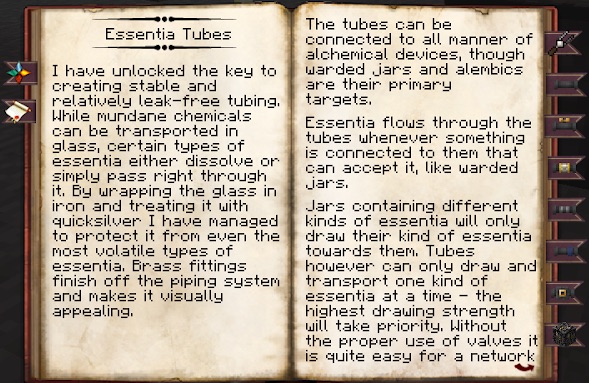 Essentia Tubes
I have unlocked the key to
creating stable and
relatively leak-free tubing.
While mundane chemicals
can be transported in
glass, certain types of
essentia either dissolve or
simply pass right through
it. By wrapping the glass in
iron and treating it with
quicksilver I have managed
to protect it from even the
most volatile types of
essentia. Brass fittings
finish off the piping system
and makes it visually
appealing.
The tubes can be
connected to all manner of
alchemical devices, though
warded jars and alembics
are their primary
targets.
Essentia flows through the
tubes whenever something
is connected to them that
can accept it, like warded
jars.
Jars containing different
kinds of essentia will only
draw their kind of essentia
towards them. Tubes
however can only draw and
transport one kind of
essentia at a time - the
highest drawing strength
will take priority. Without
the proper use of valves it
is quite easy for a network